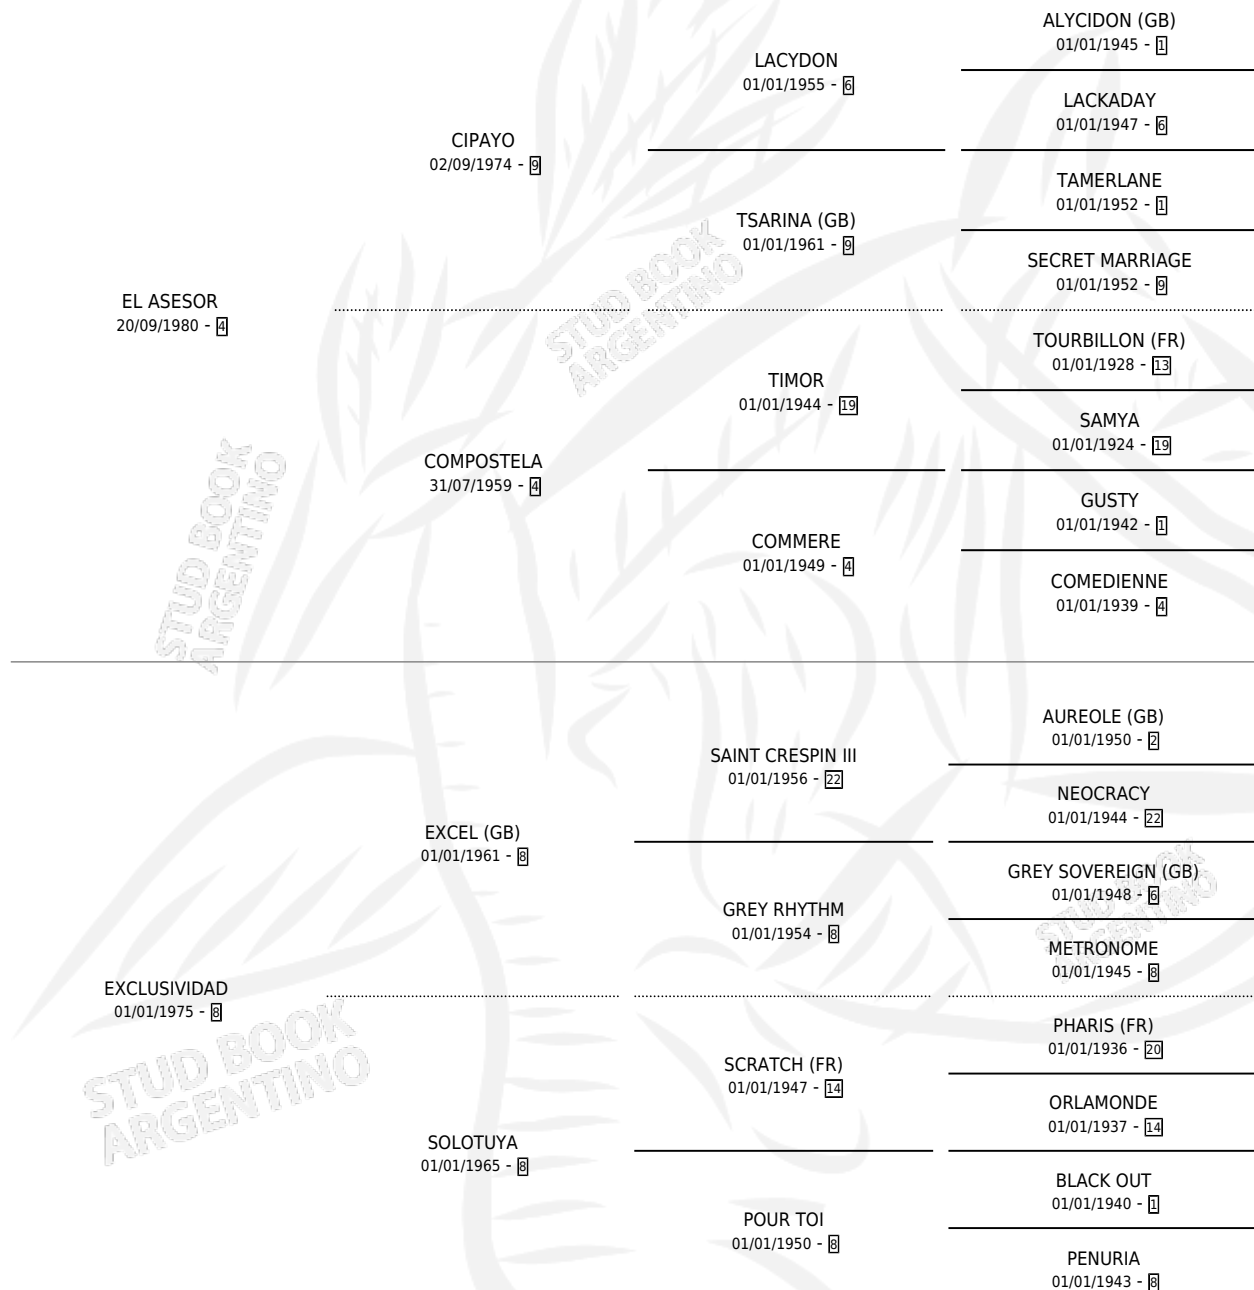 ALYCIDON (GB)
01/01/1945 - 1
LACYDON
01/01/1955 - 6
LACKADAY
01/01/1947 - 6
CIPAYO
02/09/1974 - 9
TAMERLANE
01/01/1952 - 1
TSARINA (GB)
01/01/1961 - 9
SECRET MARRIAGE
01/01/1952 - 9
EL ASESOR
20/09/1980 - 4
STUD BOOK
ARGENTINO
TOURBILLON (FR)
01/01/1928 - 13
TIMOR
01/01/1944 - 19
SAMYA
01/01/1924 - 19
COMPOSTELA
31/07/1959 - 4
GUSTY
01/01/1942 - 1
COMMERE
01/01/1949 - 4
COMEDIENNE
01/01/1939 - 4
STUD BOOK
ARGENTINO
AUREOLE (GB)
01/01/1950 - 2
SAINT CRESPIN III
01/01/1956 - 22
NEOCRACY
01/01/1944 - 22
EXCEL (GB)
01/01/1961 - 8
GREY SOVEREIGN (GB)
01/01/1948 - 6
GREY RHYTHM
01/01/1954 - 8
STUD BOOK
ARGENTINO
METRONOME
01/01/1945 - 8
EXCLUSIVIDAD
01/01/1975 - 8
PHARIS (FR)
01/01/1936 - 20
SCRATCH (FR)
01/01/1947 - 14
STUD BOOK
ARGENTINO
ORLAMONDE
01/01/1937 - 14
SOLOTUYA
01/01/1965 - 8
BLACK OUT
01/01/1940 - 1
POUR TOI
01/01/1950 - 8
PENURIA
01/01/1943 - 8